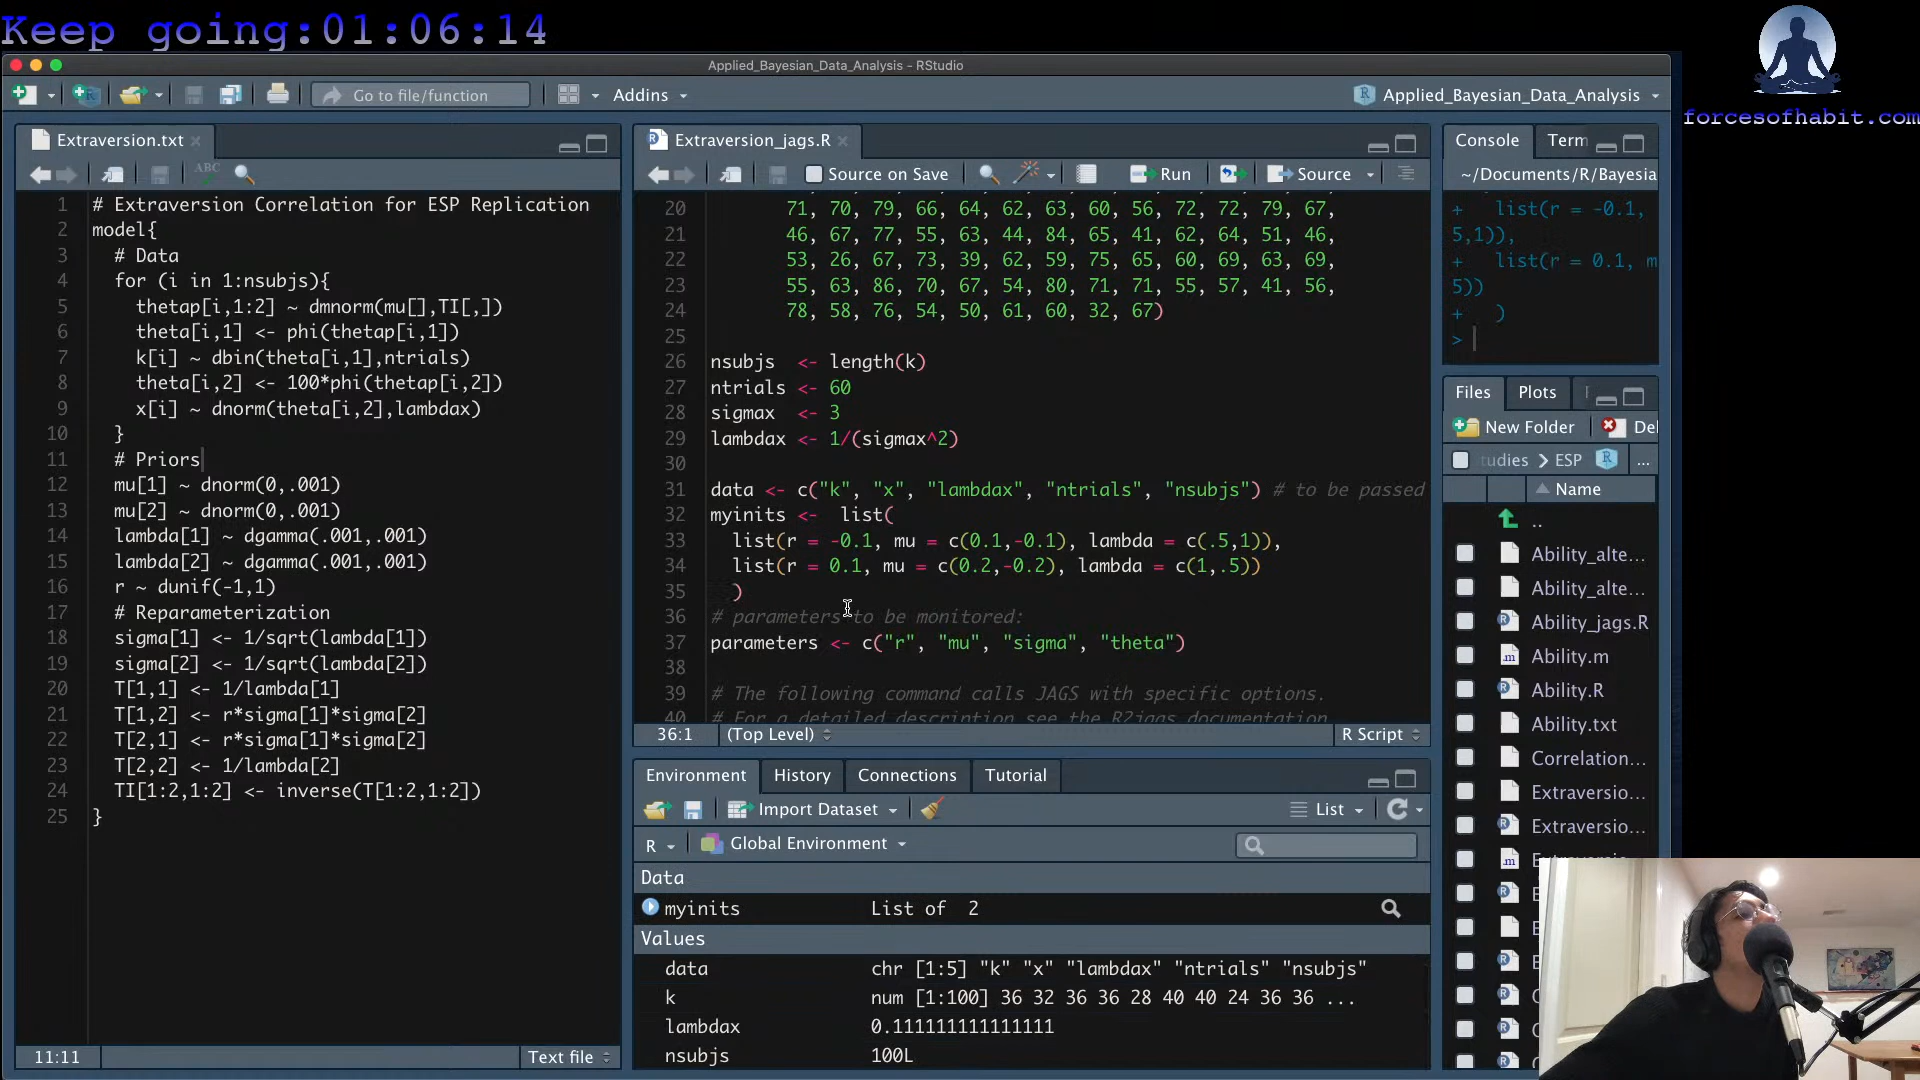 Keep going:01:06:14
forcesofhabit.com
Applied_Bayesian_Data_Analysis - RStudio
Go to file/function
Addins
Applied_Bayesian_Data_Analysis
Extraversion.txt
ABC
1 # Extraversion Correlation for ESP Replication
2 model{
3 # Data
4 for (i in 1:nsubjs){
5 thetap[i,1:2] ~ dmnorm(mu[],TI[,])
6 theta[i,1] <- phi(thetap[i,1])
7 k[i] ~ dbin(theta[i,1],ntrials)
8 theta[i,2] <- 100*phi(thetap[i,2])
9 x[i] ~ dnorm(theta[i,2],lambdax)
10 }
11 # Priors
12 mu[1] ~ dnorm(0,.001)
13 mu[2] ~ dnorm(0,.001)
14 lambda[1] ~ dgamma(.001,.001)
15 lambda[2] ~ dgamma(.001,.001)
16 r ~ dunif(-1,1)
17 # Reparameterization
18 sigma[1] <- 1/sqrt(lambda[1])
19 sigma[2] <- 1/sqrt(lambda[2])
20 T[1,1] <- 1/lambda[1]
21 T[1,2] <- r*sigma[1]*sigma[2]
22 T[2,1] <- r*sigma[1]*sigma[2]
23 T[2,2] <- 1/lambda[2]
24 TI[1:2,1:2] <- inverse(T[1:2,1:2])
25 }
11:11
Text file
Extraversion_jags.R
Source on Save
Run
Source
20 71, 70, 79, 66, 64, 62, 63, 60, 56, 72, 72, 79, 67,
21 46, 67, 77, 55, 63, 44, 84, 65, 41, 62, 64, 51, 46,
22 53, 26, 67, 73, 39, 62, 59, 75, 65, 60, 69, 63, 69,
23 55, 63, 86, 70, 67, 54, 80, 71, 71, 55, 57, 41, 56,
24 78, 58, 76, 54, 50, 61, 60, 32, 67)
25
26 nsubjs <- length(k)
27 ntrials <- 60
28 sigmax <- 3
29 lambdax <- 1/(sigmax^2)
30
31 data <- c("k", "x", "lambdax", "ntrials", "nsubjs") # to be passed
32 myinits <- list(
33 list(r = -0.1, mu = c(0.1,-0.1), lambda = c(.5,1)),
34 list(r = 0.1, mu = c(0.2,-0.2), lambda = c(1,.5))
35 )
36 # parameters to be monitored:
37 parameters <- c("r", "mu", "sigma", "theta")
38
39 # The following command calls JAGS with specific options.
40 # For a detailed description see the R2jags documentation
36:1
(Top Level)
R Script
Environment
History
Connections
Tutorial
Import Dataset
List
R
Global Environment
Data
myinits List of 2
Values
data chr [1:5] "k" "x" "lambdax" "ntrials" "nsubjs"
k num [1:100] 36 32 36 36 28 40 40 24 36 36 ...
lambdax 0.111111111111111
nsubjs 100L
Console
Term
~/Documents/R/Bayesia
+ list(r = -0.1,
5,1)),
+ list(r = 0.1, m
5))
+ )
>
Files
Plots
New Folder
Del
tudies
ESP
...
Name
..
Ability_alte...
Ability_alte...
Ability_jags.R
Ability.m
Ability.R
Ability.txt
Correlation...
Extraversio...
Extraversio...